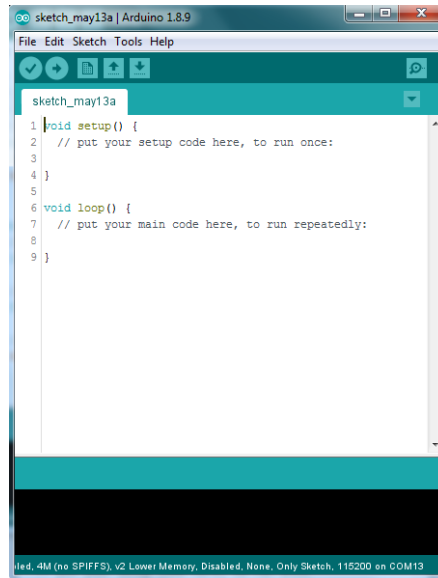 sketch_may13a | Arduino 1.8.9
File Edit Sketch Tools Help
sketch_may13a
1 void setup() {
2   // put your setup code here, to run once:
3
4 }
5
6 void loop() {
7   // put your main code here, to run repeatedly:
8
9 }
led, 4M (no SPIFFS), v2 Lower Memory, Disabled, None, Only Sketch, 115200 on COM13